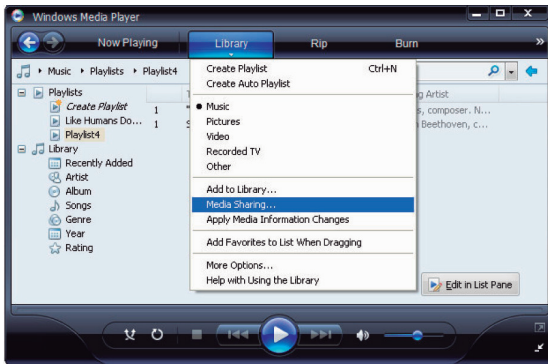 Windows Media Player
Now Playing
Library
Rip
Burn
»
Music ▸ Playlists ▸ Playlist4
Playlists
Create Playlist
Like Humans Do...
Playlist4
Library
Recently Added
Artist
Album
Songs
Genre
Year
Rating
1
1
Create Playlist Ctrl+N
Create Auto Playlist
Music
Pictures
Video
Recorded TV
Other
Add to Library...
Media Sharing...
Apply Media Information Changes
Add Favorites to List When Dragging
More Options...
Help with Using the Library
Artist
composer. N...
Beethoven, c...
Edit in List Pane